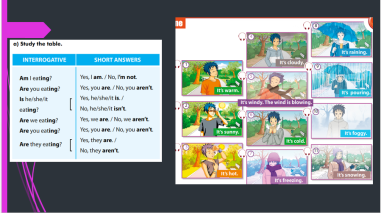 a) Study the table.
INTERROGATIVE SHORT ANSWERS
Am I eating? Yes, I am. / No, I'm not.
Are you eating? Yes, you are. / No, you aren't.
Is he/she/it eating? Yes, he/she/it is. /
No, he/she/it isn't.
Are we eating? Yes, we are. / No, we aren't.
Are you eating? Yes, you are. / No, you aren't.
Are they eating? Yes, they are. /
No, they aren't.
It's warm.
It's cloudy.
It's raining.
It's windy. The wind is blowing.
pouring.
It's sunny.
It's cold.
It's foggy.
It's hot.
It's freezing.
It's snowing.